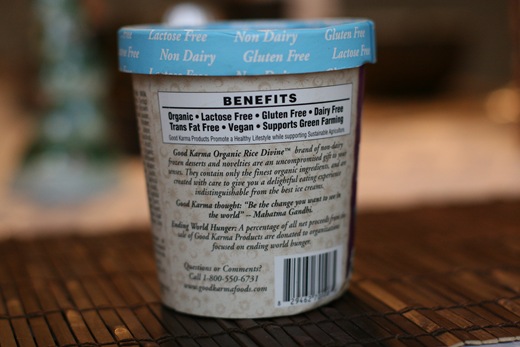 Lactose Free Gluten Free
Free Non Dairy Gluten Free Lactose Free
Lactose Free Non Dairy
BENEFITS
Organic • Lactose Free • Gluten Free • Dairy Free
Trans Fat Free • Vegan • Supports Green Farming
Good Karma Products Promote a Healthy Lifestyle while supporting Sustainable Agriculture.
Good Karma Organic Rice Divine™ brand of non-dairy
frozen desserts and novelties are an uncompromised gift to your
They contain only the finest organic ingredients, and are
created with care to give you a delightful eating experience
indistinguishable from the best ice creams.
Good Karma thought: "Be the change you want to see in
the world" – Mahatma Gandhi.
Ending World Hunger: A percentage of all net proceeds from the
sale of Good Karma Products are donated to organizations
focused on ending world hunger.
Questions or Comments?
Call 1-800-550-6731
www.goodkarmafoods.com